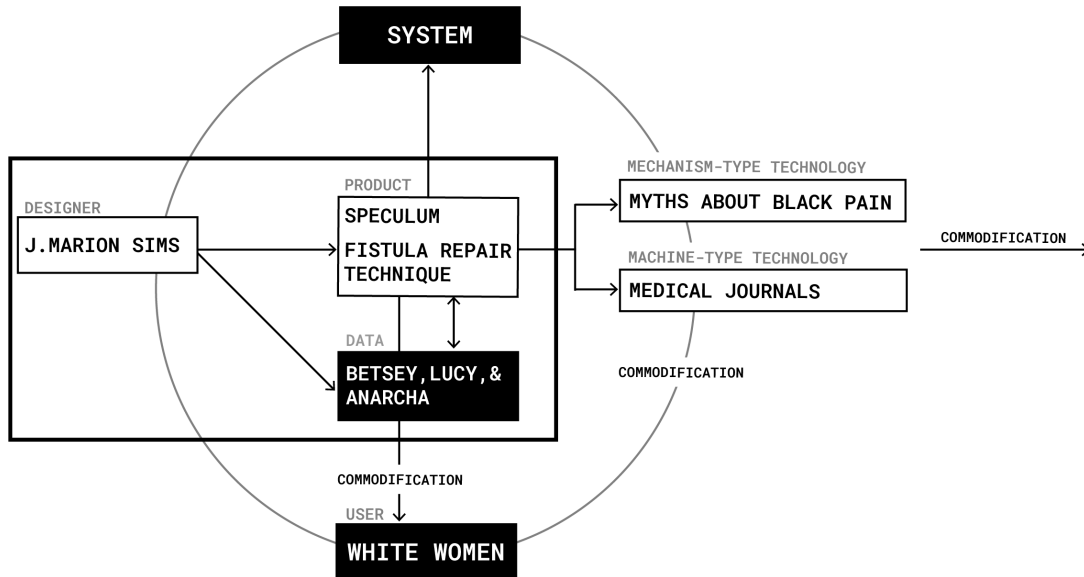 SYSTEM
MECHANISM-TYPE TECHNOLOGY
MYTHS ABOUT BLACK PAIN
PRODUCT
SPECULUM
FISTULA REPAIR
TECHNIQUE
DESIGNER
J.MARION SIMS
COMMODIFICATION
MACHINE-TYPE TECHNOLOGY
MEDICAL JOURNALS
DATA
BETSEY,LUCY,&
ANARCHA
COMMODIFICATION
COMMODIFICATION
USER
WHITE WOMEN